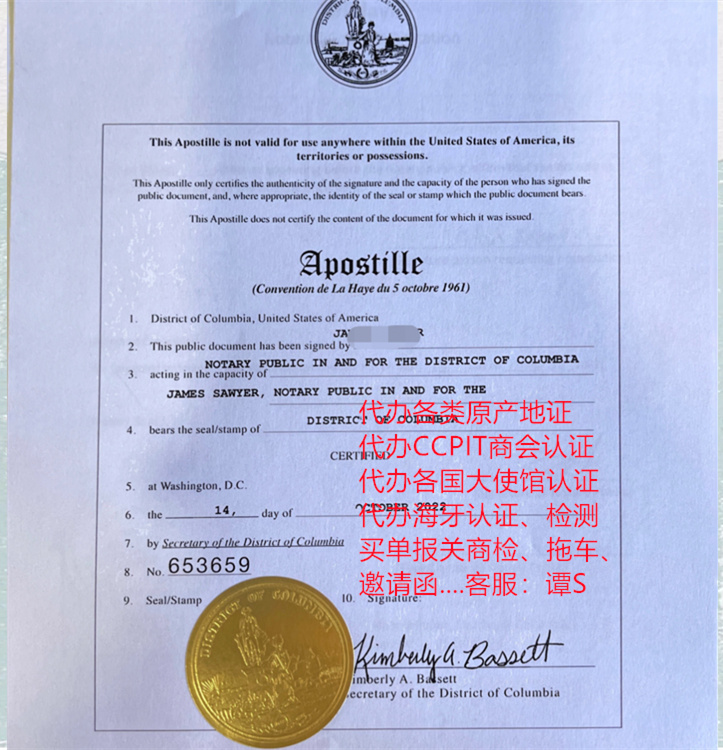 This Apostille is not valid for use anywhere within the United States of America, its
territories or possessions.
This Apostille only certifies the authenticity of the signature and the capacity of the person who has signed the
public document, and, where appropriate, the identity of the seal or stamp which the public document bears.
This Apostille does not certify the content of the document for which it was issued.
Apostille
(Convention de La Haye du 5 octobre 1961)
1. District of Columbia, United States of America
2. This public document has been signed by JA R
NOTARY PUBLIC IN AND FOR THE DISTRICT OF COLUMBIA
3. acting in the capacity of
JAMES SAWYER, NOTARY PUBLIC IN AND FOR THE
代办各类原产地证
4. bears the seal/stamp of DISTRICT OF COLUMBIA
代办CCPIT商会认证
CERTIFIED
代办各国大使馆认证
5. at Washington, D.C.
6. the 14, day of OCTOBER 2022
代办海牙认证、检测
7. by Secretary of the District of Columbia
买单报关商检、拖车、
8. No. 653659
邀请函....客服：谭S
9. Seal/Stamp 10. Signature:
DISTRICT OF COLUMBIA
Kimberly A. Bassett
imberly A. Bassett
ecretary of the District of Columbia